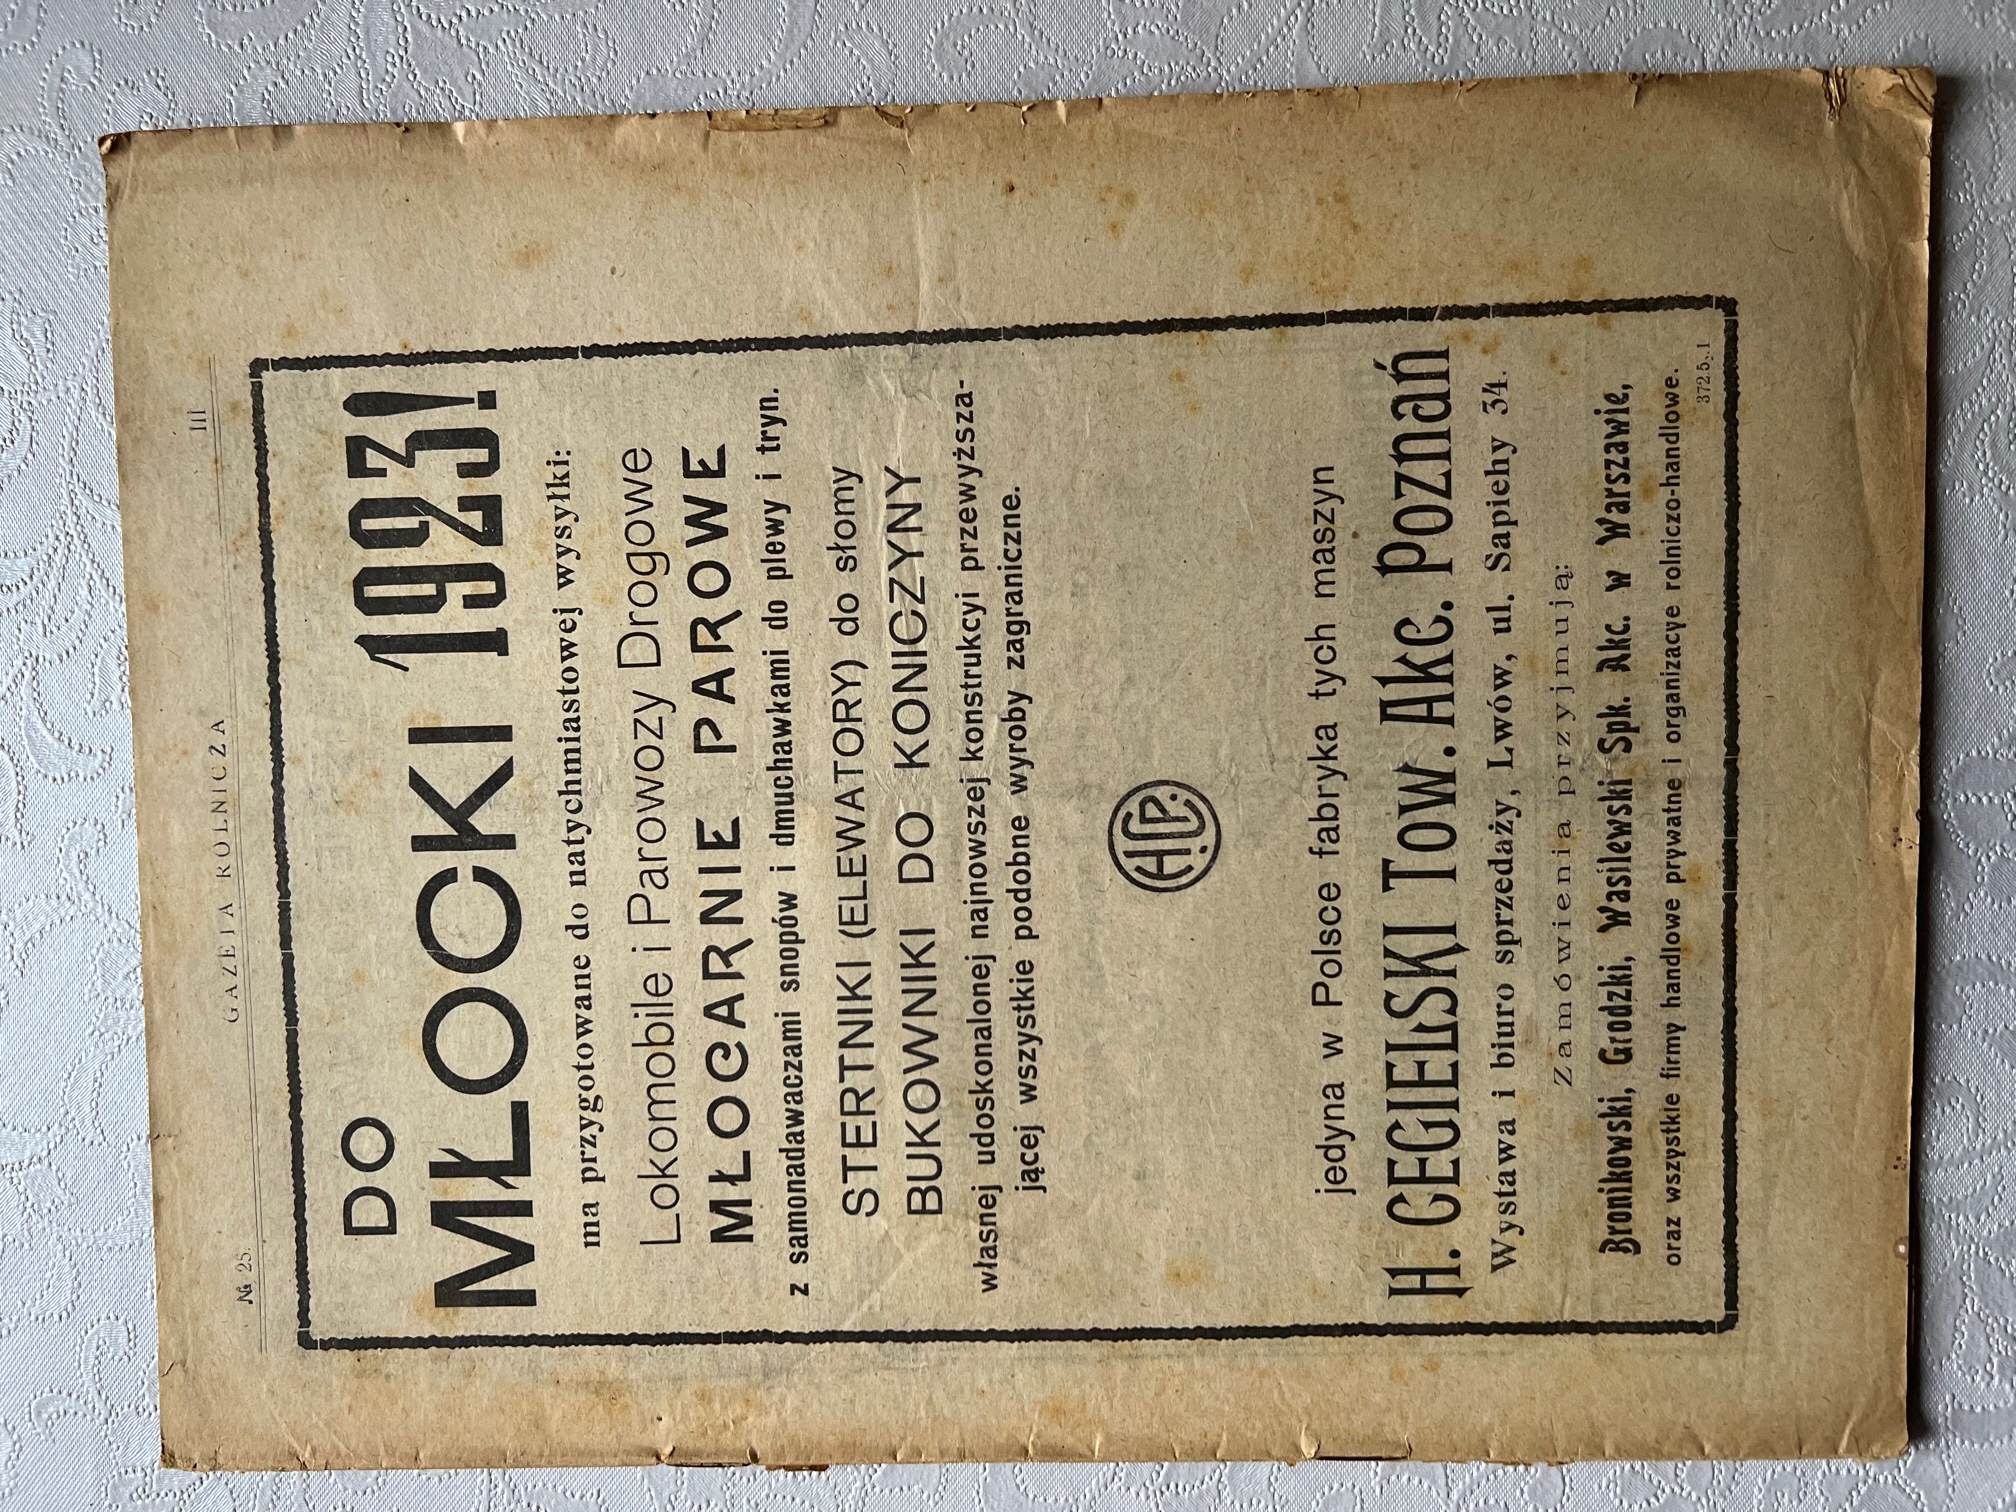 № 25.
GAZETA ROLNICZA
III
DO
MŁOCKI 1923!
ma przygotowane do natychmiastowej wysyłki:
Lokomobile i Parowozy Drogowe
MŁOCARNIE PAROWE
z samonadawaczami snopów i dmuchawkami do plewy i tryn.
STERTNIKI (ELEWATORY) do słomy
BUKOWNIKI DO KONICZYNY
własnej udoskonalonej najnowszej konstrukcyi przewyższa-
jącej wszystkie podobne wyroby zagraniczne.
H.C.P.
jedyna w Polsce fabryka tych maszyn
H. CEGIELSKI Tow. Akc. Poznań
Wystawa i biuro sprzedaży, Lwów, ul. Sapiehy 34.
Zamówienia przyjmują:
Bronikowski, Grodzki, Wasilewski Spk. Akc. w Warszawie,
oraz wszystkie firmy handlowe prywatne i organizacye rolniczo-handlowe.
372 5.-1